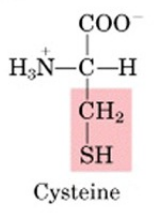 COO⁻
H₃N⁺—C—H
CH₂
SH
Cysteine